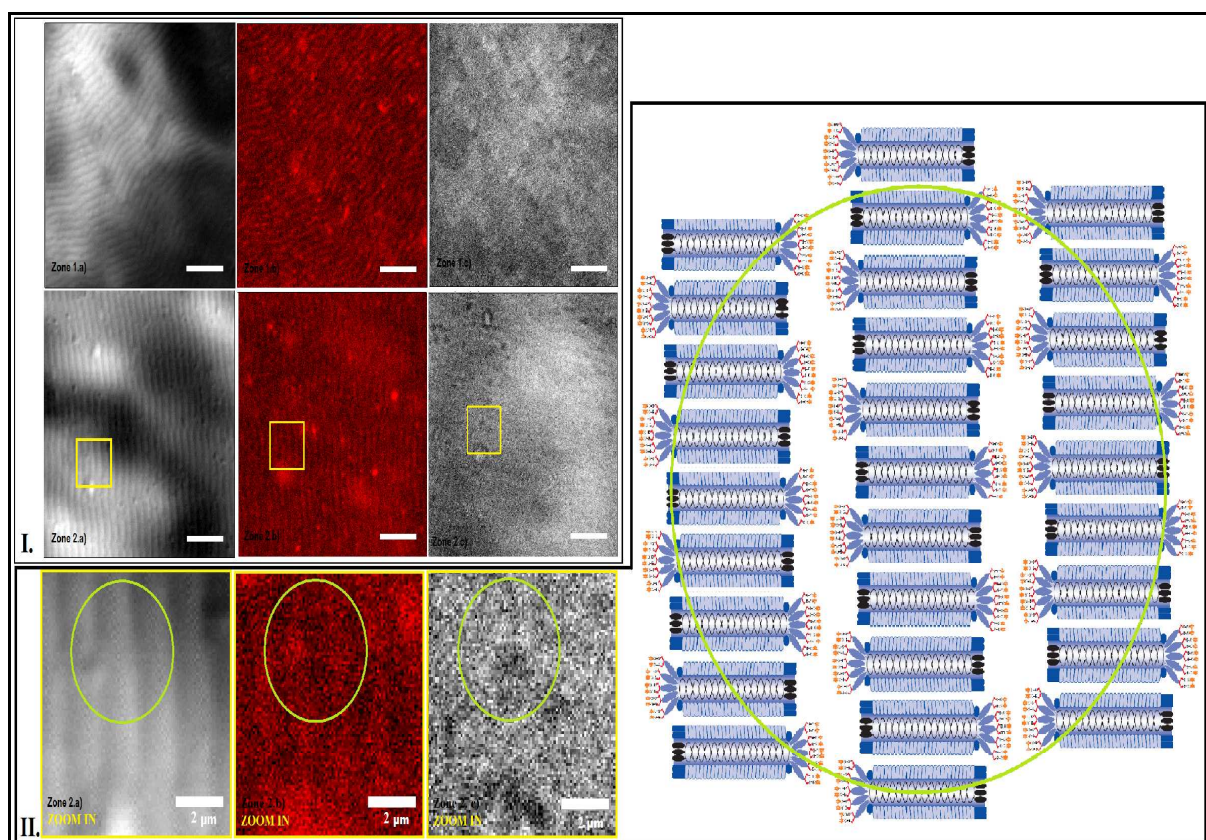 Zone 1.a)
Zone 1.b)
Zone 1.c)
Zone 2.a)
Zone 2.b)
Zone 2.c)
I.
Zone 2.a)
ZOOM IN
2 µm
Zone 2.b)
ZOOM IN
2 µm
Zone 2.c)
ZOOM IN
2 µm
II.